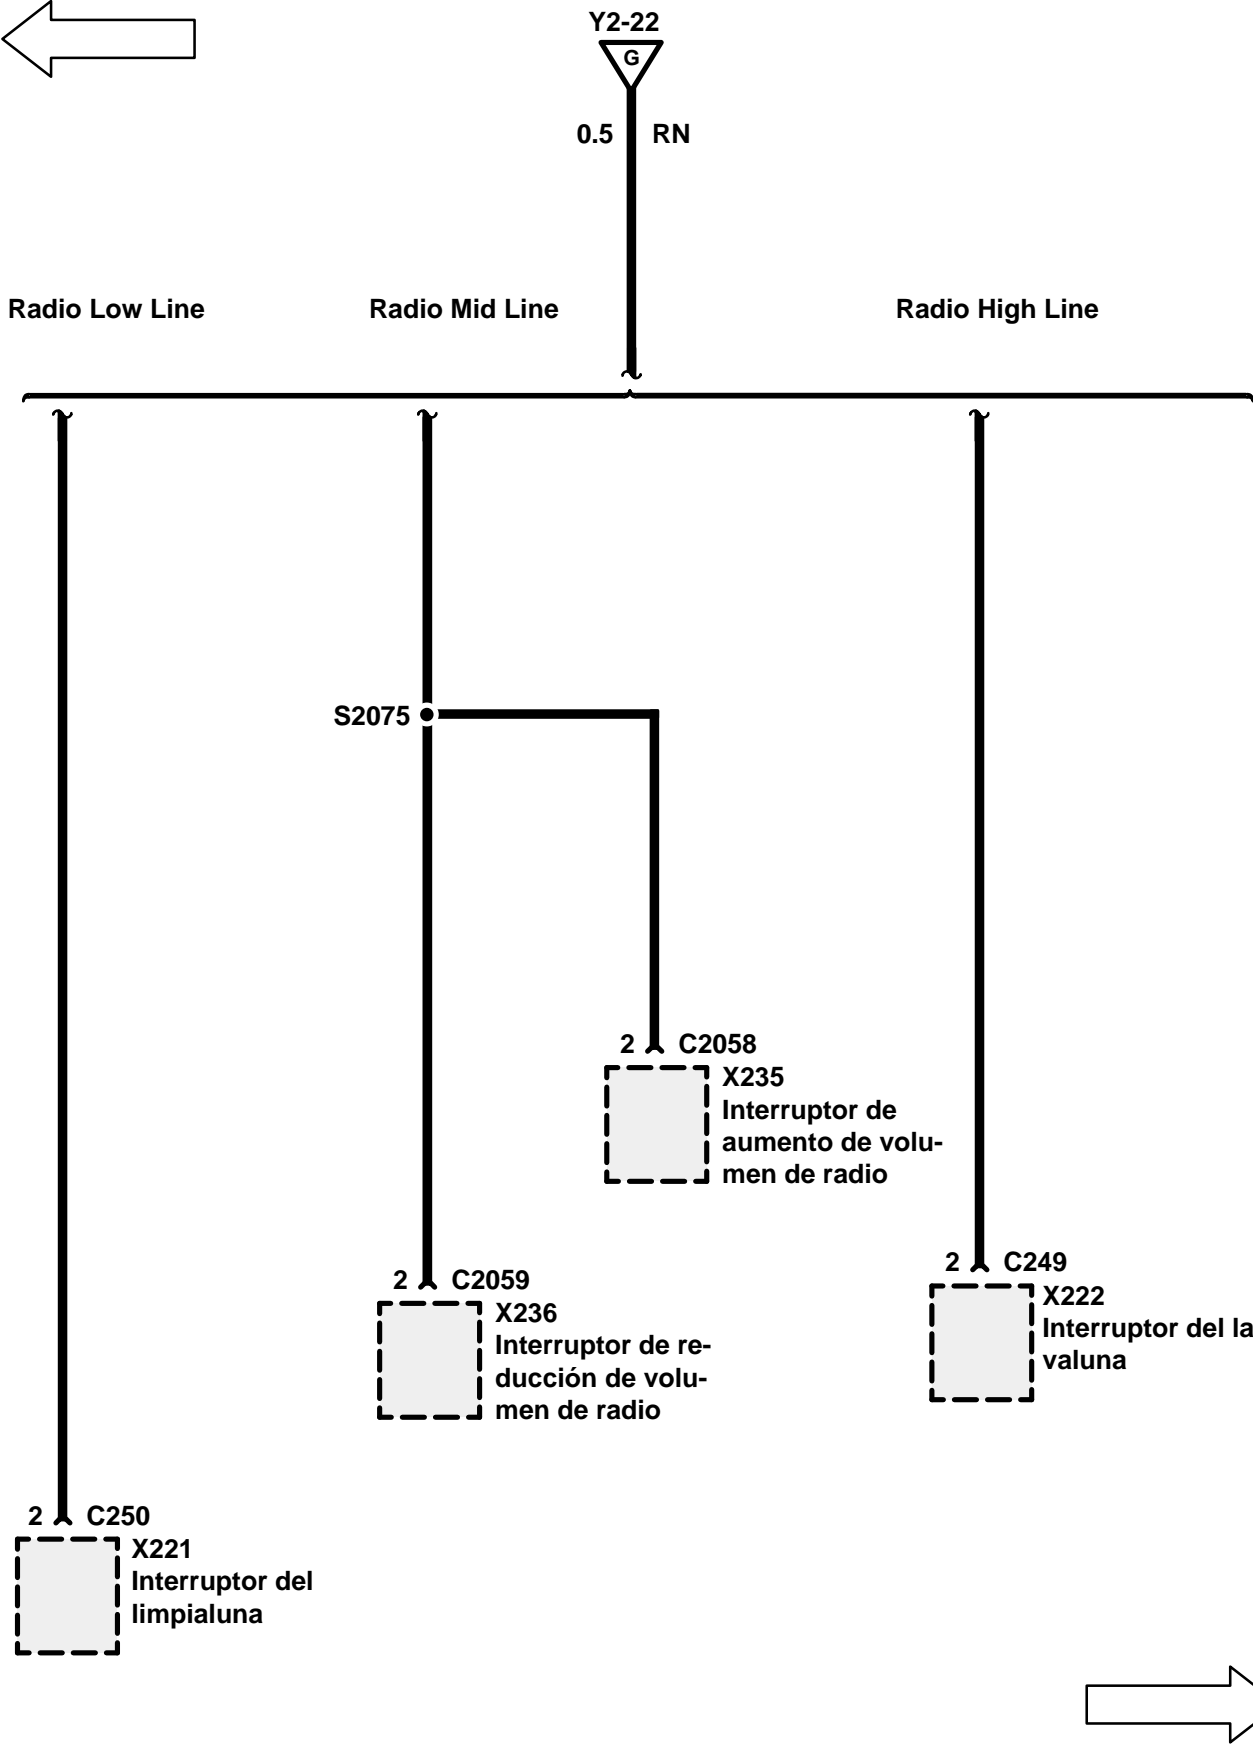 Y2-22
G
0.5 RN
Radio Low Line Radio Mid Line Radio High Line
S2075
2 C2058
X235
Interruptor de
aumento de volu-
men de radio
2 C249
X222
Interruptor del la
valuna
2 C2059
X236
Interruptor de re-
ducción de volu-
men de radio
2 C250
X221
Interruptor del
limpialuna